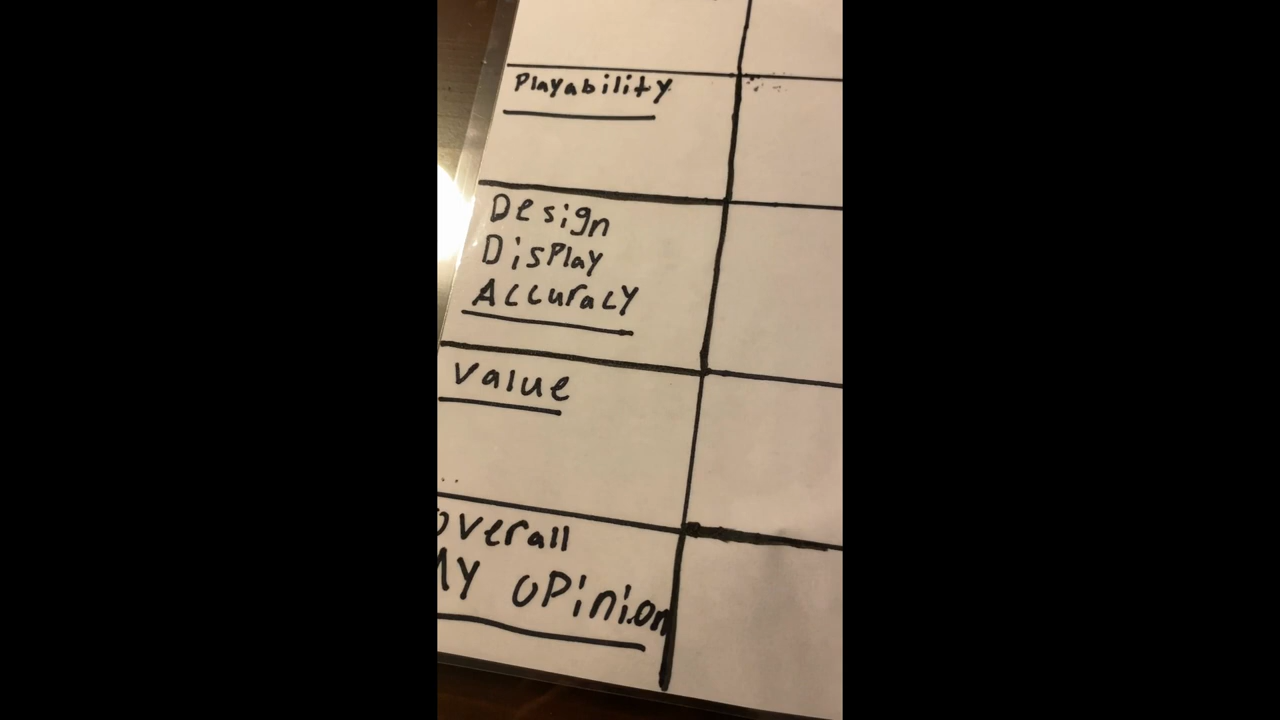 Playability
Design
Display
Accuracy
Value
Overall
My opinion